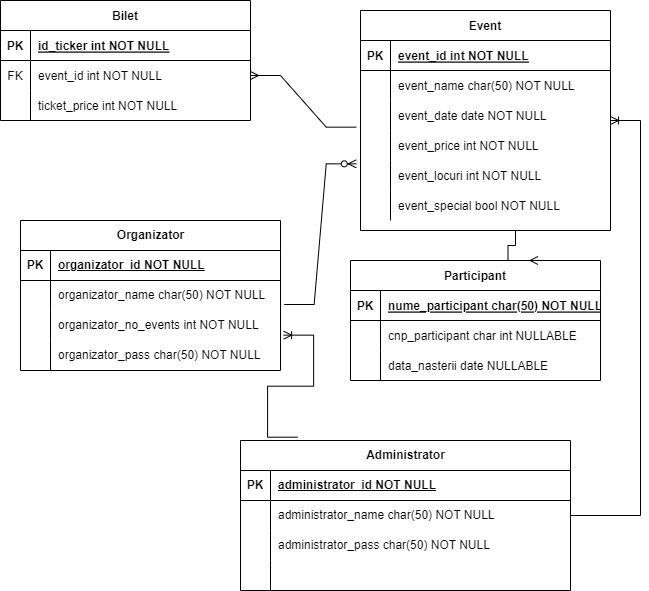 Bilet
PK id_ticker int NOT NULL
FK event_id int NOT NULL
ticket_price int NOT NULL
Event
PK event_id int NOT NULL
event_name char(50) NOT NULL
event_date date NOT NULL
event_price int NOT NULL
event_locuri int NOT NULL
event_special bool NOT NULL
Organizator
PK organizator_id NOT NULL
organizator_name char(50) NOT NULL
organizator_no_events int NOT NULL
organizator_pass char(50) NOT NULL
Participant
PK nume_participant char(50) NOT NULL
cnp_participant char int NULLABLE
data_nasterii date NULLABLE
Administrator
PK administrator_id NOT NULL
administrator_name char(50) NOT NULL
administrator_pass char(50) NOT NULL